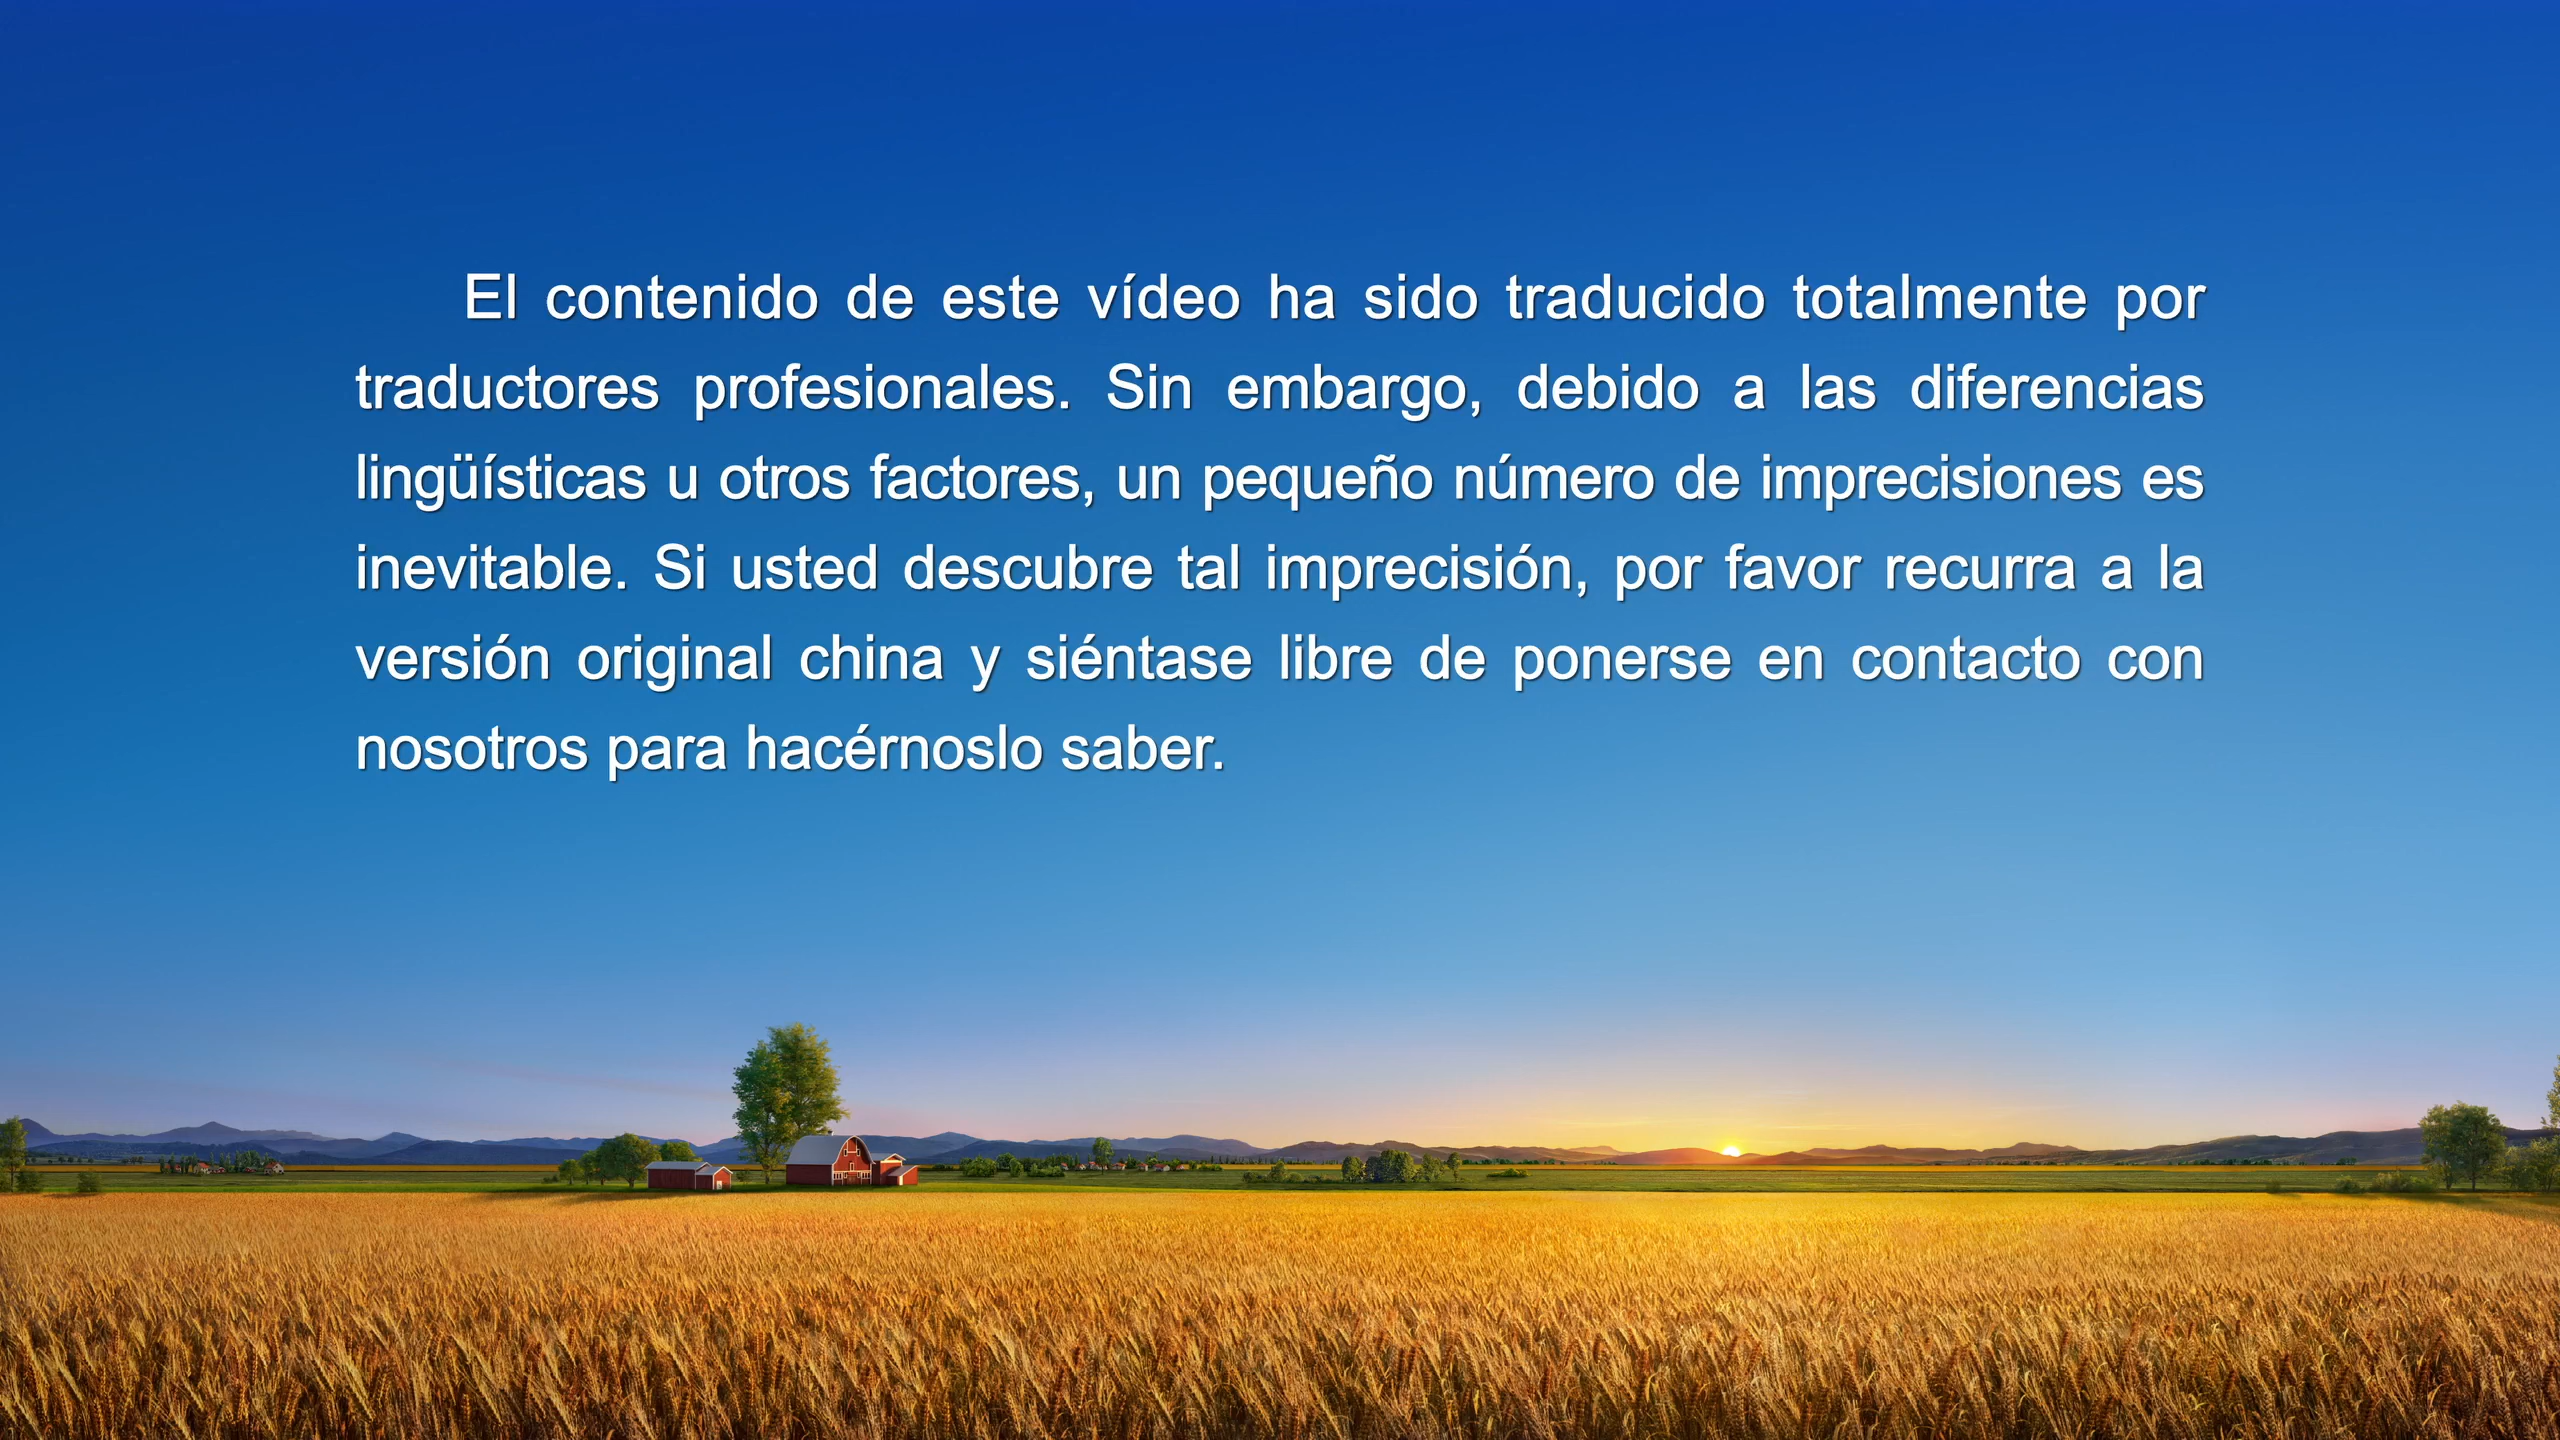 El contenido de este vídeo ha sido traducido totalmente por
traductores profesionales. Sin embargo, debido a las diferencias
lingüísticas u otros factores, un pequeño número de imprecisiones es
inevitable. Si usted descubre tal imprecisión, por favor recurra a la
versión original china y siéntase libre de ponerse en contacto con
nosotros para hacérnoslo saber.